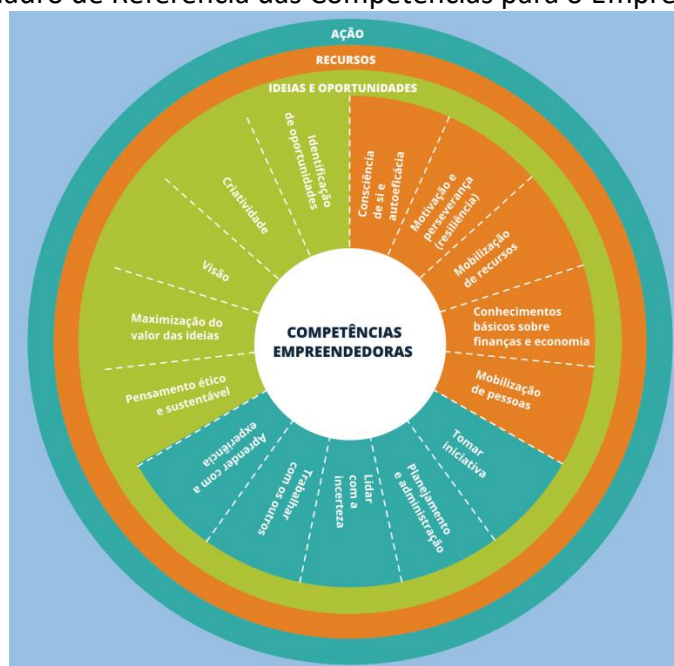 adro de Referência das Competências para o Empre
AÇÃO
RECURSOS
IDEIAS E OPORTUNIDADES
Identificação
de oportunidades
Criatividade
Visão
Maximização do
valor das ideias
Pensamento ético
e sustentável
Consciência
de si e
autoeficácia
Motivação e
perseverança
(resiliência)
Mobilização
de recursos
Conhecimentos
básicos sobre
finanças e economia
Mobilização
de pessoas
COMPETÊNCIAS
EMPREENDEDORAS
Tomar
iniciativa
Planejamento
e administração
Lidar
com a
incerteza
Trabalhar
com os outros
Aprender com a
experiência